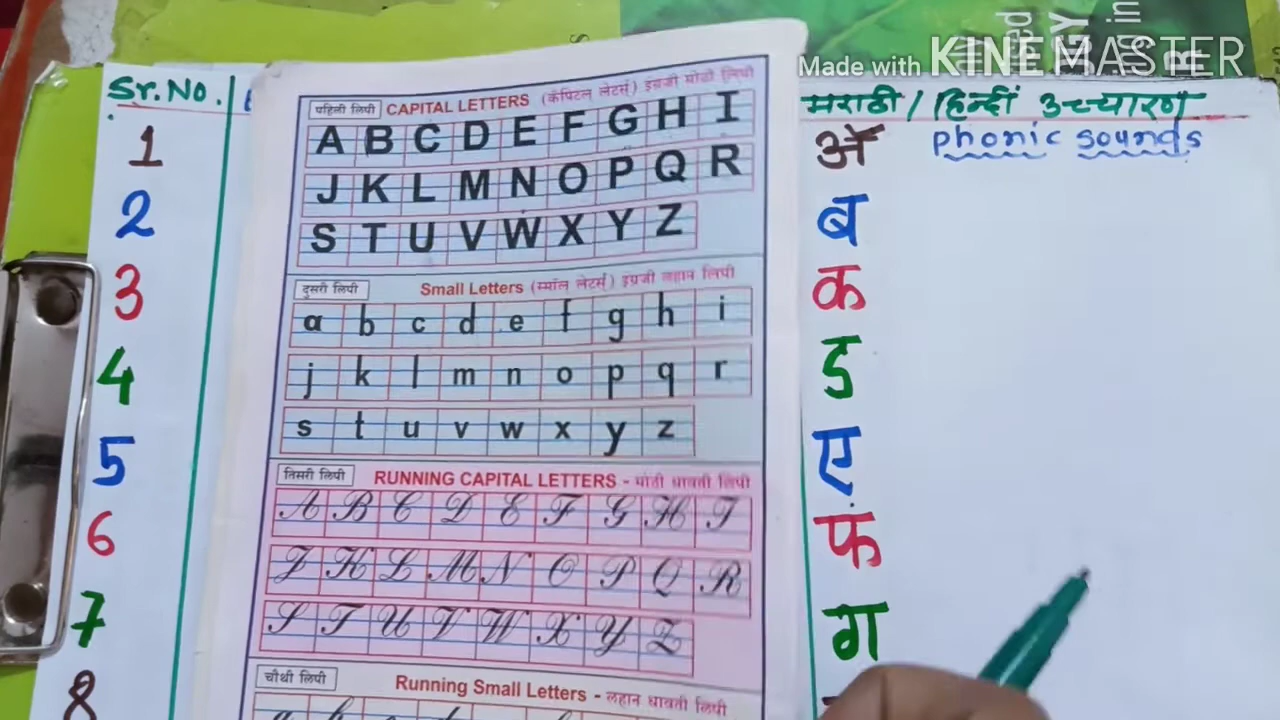 Made with KINEMASTER
Sr.No.
मराठी / हिन्दीं उच्च्यारण
phonic sounds
1
2
3
4
5
6
7
8
पहिली लिपी CAPITAL LETTERS (कॅपिटल लेटर्स्) इंग्रजी मोठी लिपी
A B C D E F G H I
J K L M N O P Q R
S T U V W X Y Z
दुसरी लिपी Small Letters (स्मॉल लेटर्स्) इंग्रजी लहान लिपी
a b c d e f g h i
j k l m n o p q r
s t u v w x y z
तिसरी लिपी RUNNING CAPITAL LETTERS - मोठी धावती लिपी
A B C D E F G H I
J K L M N O P Q R
S T U V W X Y Z
चौथी लिपी Running Small Letters - लहान धावती लिपी
अॅ
ब
क
ड
ए
फ
ग